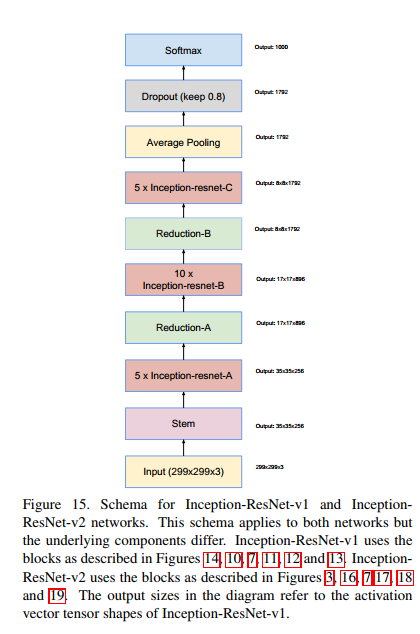 Softmax
Output: 1000
Dropout (keep 0.8)
Output: 1792
Average Pooling
Output: 1792
5 x Inception-resnet-C
Output: 8x8x1792
Reduction-B
Output: 8x8x1792
10 x
Inception-resnet-B
Output: 17x17x896
Reduction-A
Output: 17x17x896
5 x Inception-resnet-A
Output: 35x35x256
Stem
Output: 35x35x256
Input (299x299x3)
299x299x3
Figure 15. Schema for Inception-ResNet-v1 and Inception-
ResNet-v2 networks. This schema applies to both networks but
the underlying components differ. Inception-ResNet-v1 uses the
blocks as described in Figures 14, 10, 7, 11, 12 and 13. Inception-
ResNet-v2 uses the blocks as described in Figures 3, 16, 7,17, 18
and 19. The output sizes in the diagram refer to the activation
vector tensor shapes of Inception-ResNet-v1.